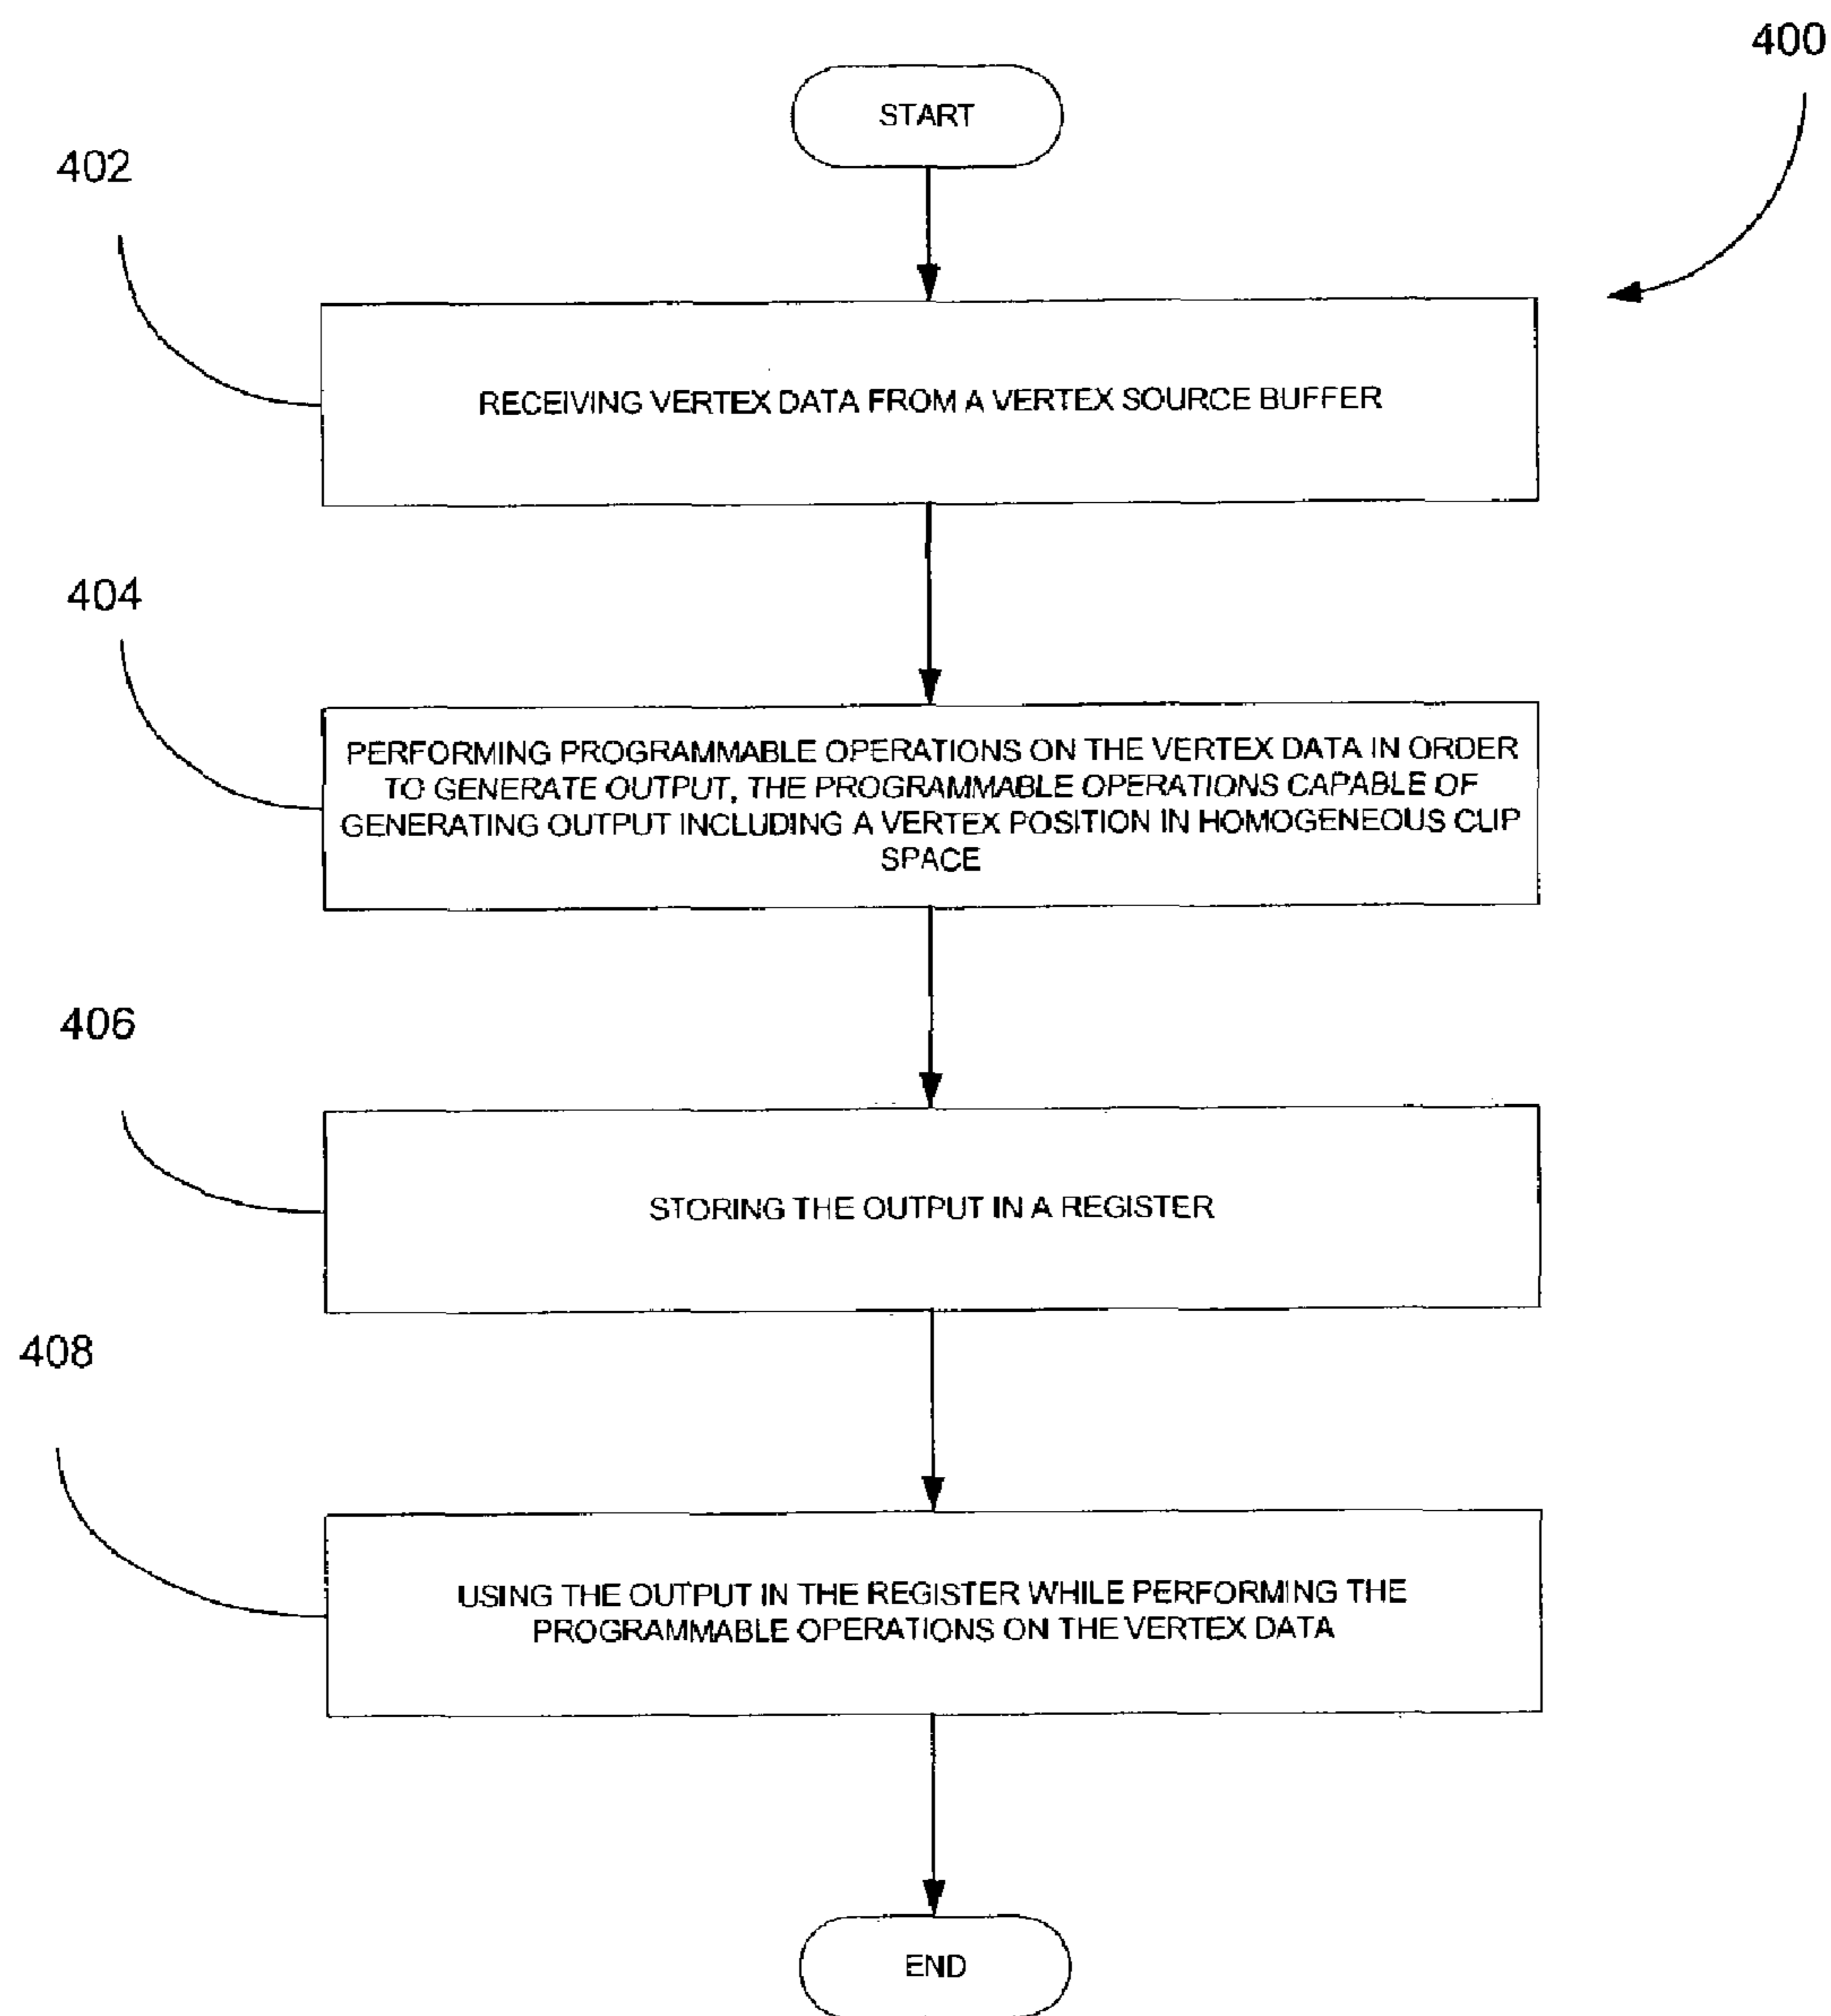 400
START
402
RECEIVING VERTEX DATA FROM A VERTEX SOURCE BUFFER
404
PERFORMING PROGRAMMABLE OPERATIONS ON THE VERTEX DATA IN ORDER
TO GENERATE OUTPUT, THE PROGRAMMABLE OPERATIONS CAPABLE OF
GENERATING OUTPUT INCLUDING A VERTEX POSITION IN HOMOGENEOUS CLIP
SPACE
406
STORING THE OUTPUT IN A REGISTER
408
USING THE OUTPUT IN THE REGISTER WHILE PERFORMING THE
PROGRAMMABLE OPERATIONS ON THE VERTEX DATA
END